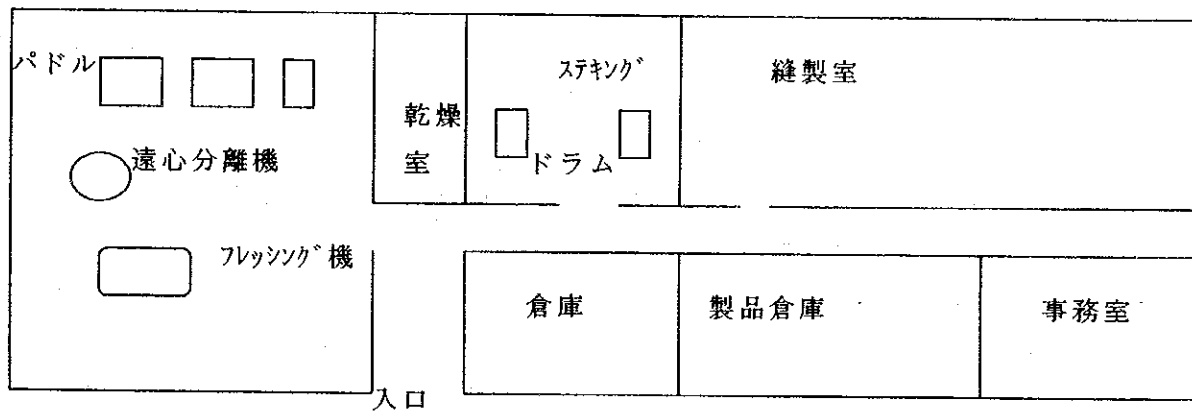 パドル
ステキング
縫製室
乾燥
室
遠心分離機
ドラム
フレッシング機
倉庫
製品倉庫
事務室
入口